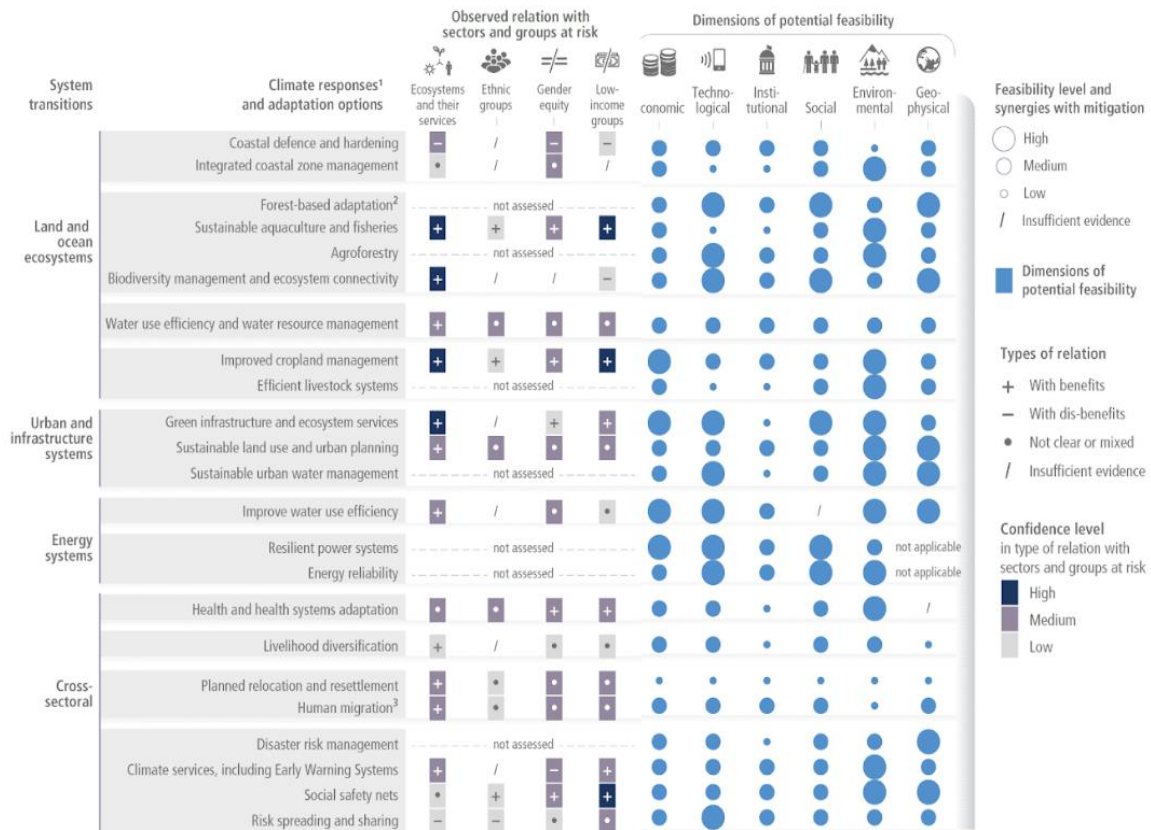 Observed relation with
sectors and groups at risk
Dimensions of potential feasibility
System
transitions
Climate responses¹
and adaptation options
Ecosystems
and their
services
Ethnic
groups
Gender
equity
Low-
income
groups
conomic
Techno-
logical
Insti-
tutional
Social
Environ-
mental
Geo-
physical
Land and
ocean
ecosystems
Coastal defence and hardening
− / − −
Integrated coastal zone management
• / • /
Forest-based adaptation²
not assessed
Sustainable aquaculture and fisheries
+ + + +
Agroforestry
not assessed
Biodiversity management and ecosystem connectivity
+ / / −
Water use efficiency and water resource management
+ • • •
Improved cropland management
+ + + +
Efficient livestock systems
not assessed
Urban and
infrastructure
systems
Green infrastructure and ecosystem services
+ / + +
Sustainable land use and urban planning
+ • • •
Sustainable urban water management
not assessed
Energy
systems
Improve water use efficiency
+ / • • /
Resilient power systems
not assessed
not applicable
Energy reliability
not assessed
not applicable
Cross-
sectoral
Health and health systems adaptation
• • + + /
Livelihood diversification
+ / • •
Planned relocation and resettlement
+ • • •
Human migration³
+ • • •
Disaster risk management
not assessed
Climate services, including Early Warning Systems
+ / − +
Social safety nets
• + + +
Risk spreading and sharing
− − • •
Feasibility level and
synergies with mitigation
High
Medium
Low
/ Insufficient evidence
Dimensions of
potential feasibility
Types of relation
+ With benefits
− With dis-benefits
• Not clear or mixed
/ Insufficient evidence
Confidence level
in type of relation with
sectors and groups at risk
High
Medium
Low